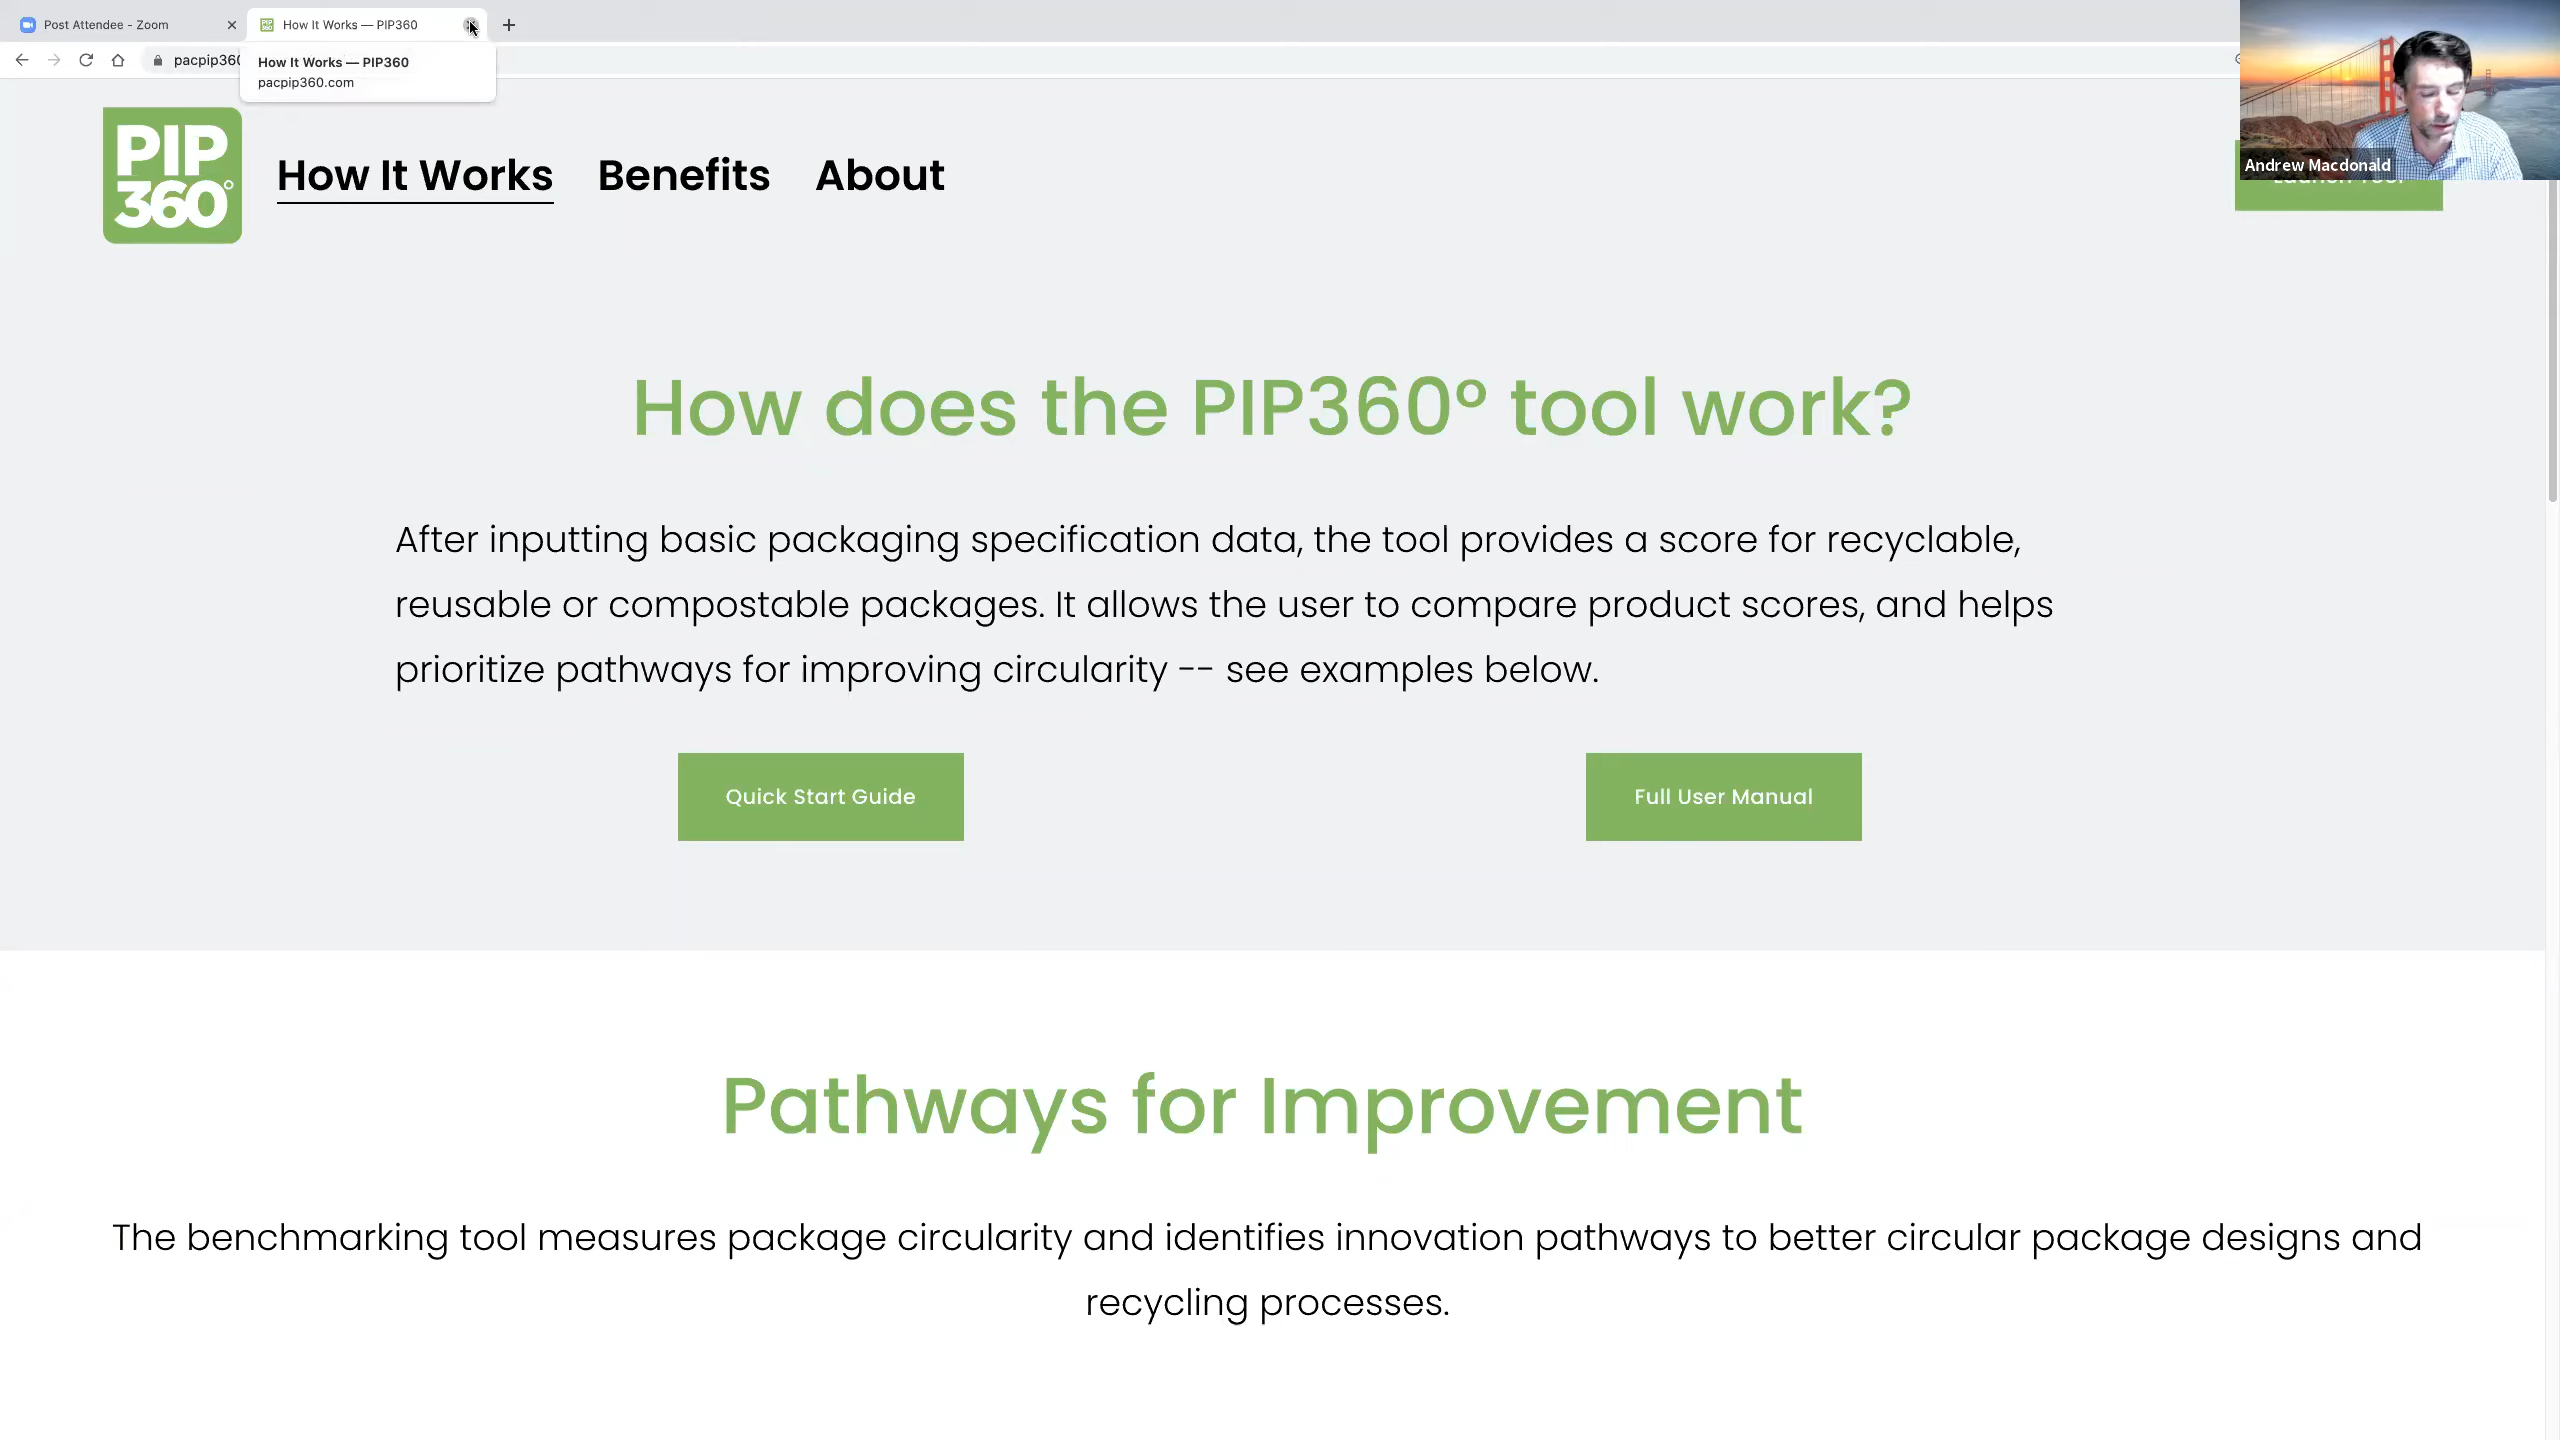 Post Attendee - Zoom
How It Works — PIP360
pacpip360
How It Works — PIP360
pacpip360.com
Andrew Macdonald
PIP
360°
How It Works
Benefits
About
How does the PIP360° tool work?
After inputting basic packaging specification data, the tool provides a score for recyclable,
reusable or compostable packages. It allows the user to compare product scores, and helps
prioritize pathways for improving circularity -- see examples below.
Quick Start Guide
Full User Manual
Pathways for Improvement
The benchmarking tool measures package circularity and identifies innovation pathways to better circular package designs and
recycling processes.